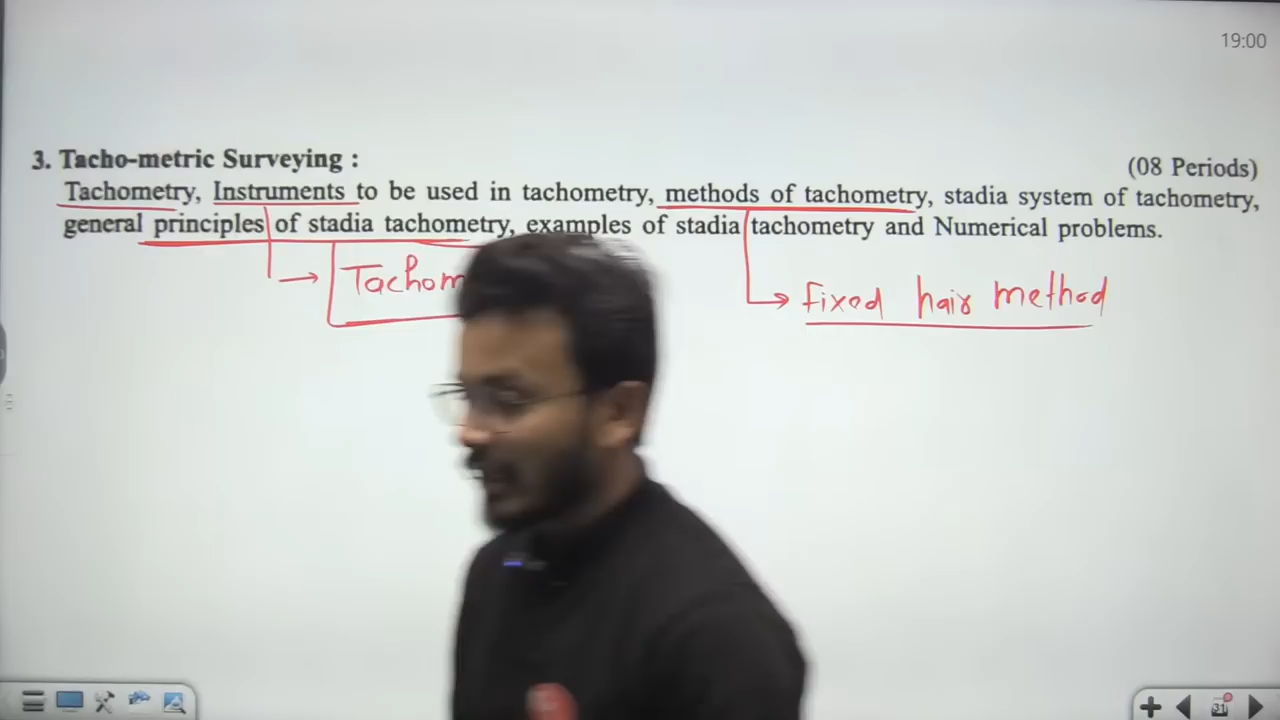 19:00
3. Tacho-metric Surveying :
(08 Periods)
Tachometry, Instruments to be used in tachometry, methods of tachometry, stadia system of tachometry,
general principles of stadia tachometry, examples of stadia tachometry and Numerical problems.
Tachom
fixed hair method
31